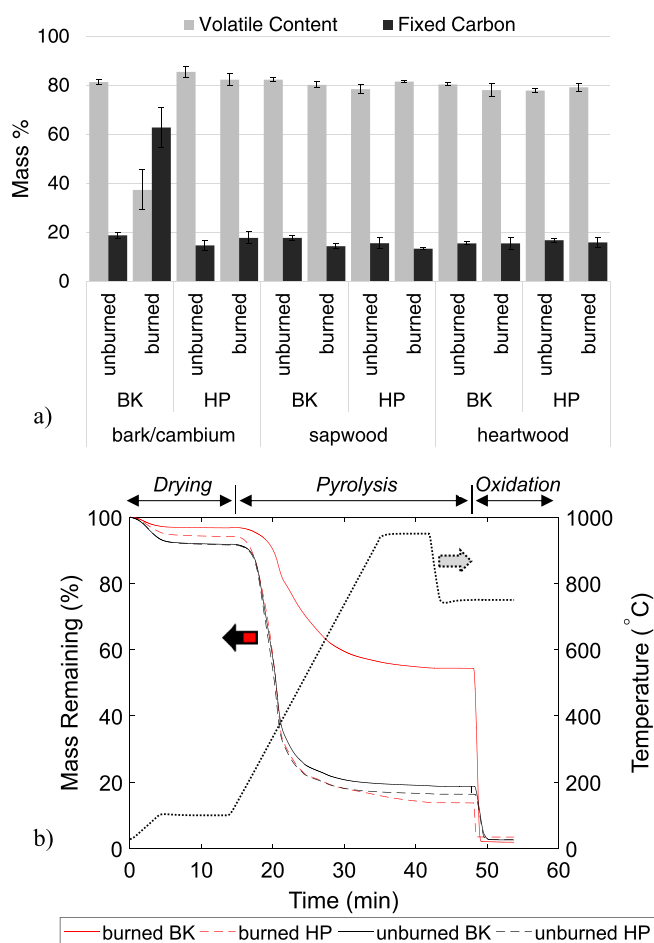 Volatile Content Fixed Carbon
100
80
60
40
20
0
Mass %
unburned burned unburned burned unburned burned unburned burned unburned burned unburned burned
BK HP BK HP BK HP
bark/cambium sapwood heartwood
a)
Drying Pyrolysis Oxidation
100 1000
80 800
60 600
40 400
20 200
0 0
Mass Remaining (%)
Temperature (°C)
0 10 20 30 40 50 60
Time (min)
b)
burned BK burned HP unburned BK unburned HP